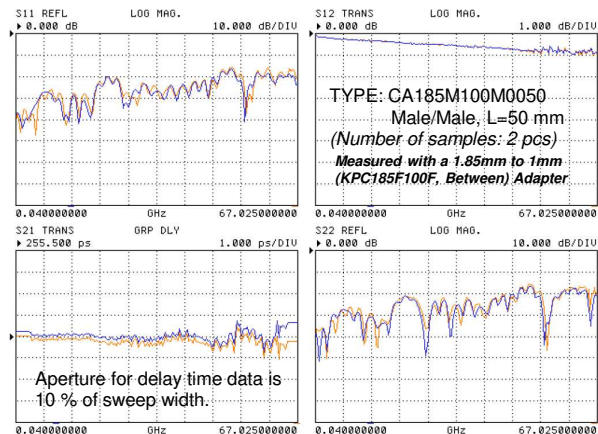 S11 REFL LOG MAG.
▶ 0.000 dB 10.000 dB/DIV
0.040000000 GHz 67.025000000
S12 TRANS LOG MAG.
▶ 0.000 dB 1.000 dB/DIV
TYPE: CA185M100M0050
Male/Male, L=50 mm
(Number of samples: 2 pcs)
Measured with a 1.85mm to 1mm
(KPC185F100F, Between) Adapter
0.040000000 GHz 67.025000000
S21 TRANS GRP DLY
▶ 255.500 ps 1.000 ps/DIV
Aperture for delay time data is
10 % of sweep width.
0.040000000 GHz 67.025000000
S22 REFL LOG MAG.
▶ 0.000 dB 10.000 dB/DIV
0.040000000 GHz 67.025000000